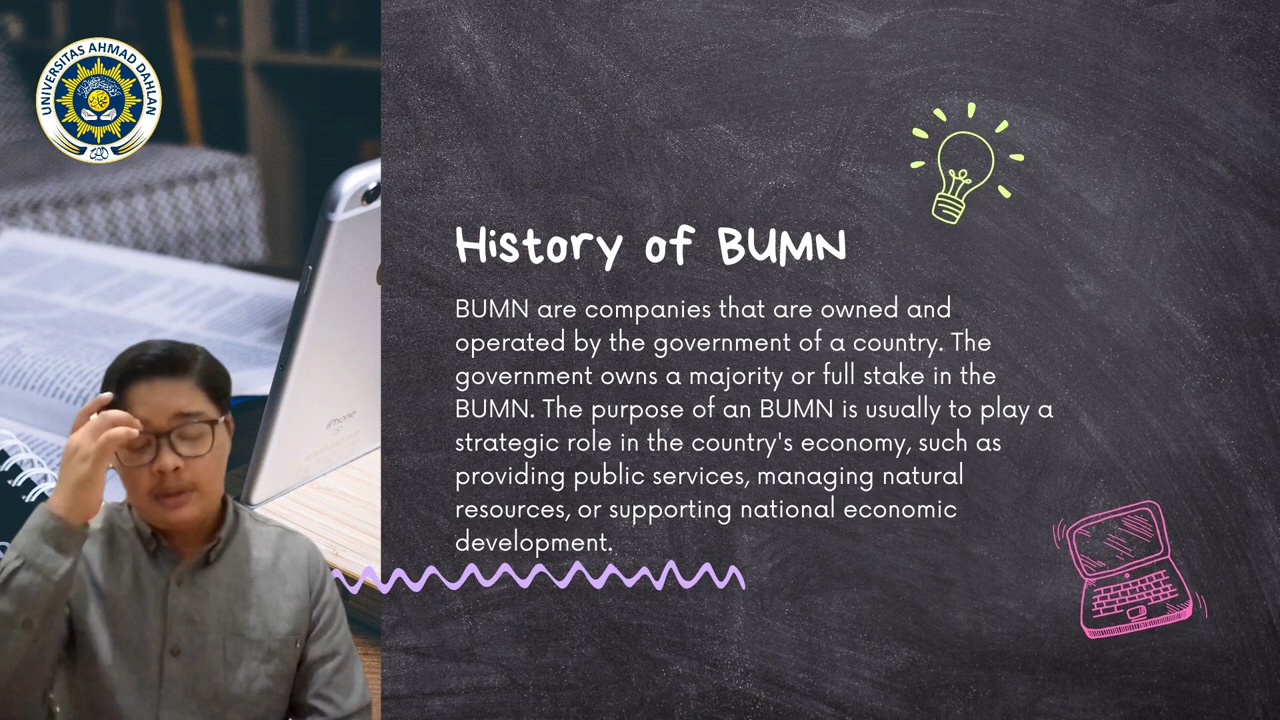 UNIVERSITAS AHMAD DAHLAN
History of BUMN
BUMN are companies that are owned and
operated by the government of a country. The
government owns a majority or full stake in the
BUMN. The purpose of an BUMN is usually to play a
strategic role in the country's economy, such as
providing public services, managing natural
resources, or supporting national economic
development.
iPhone